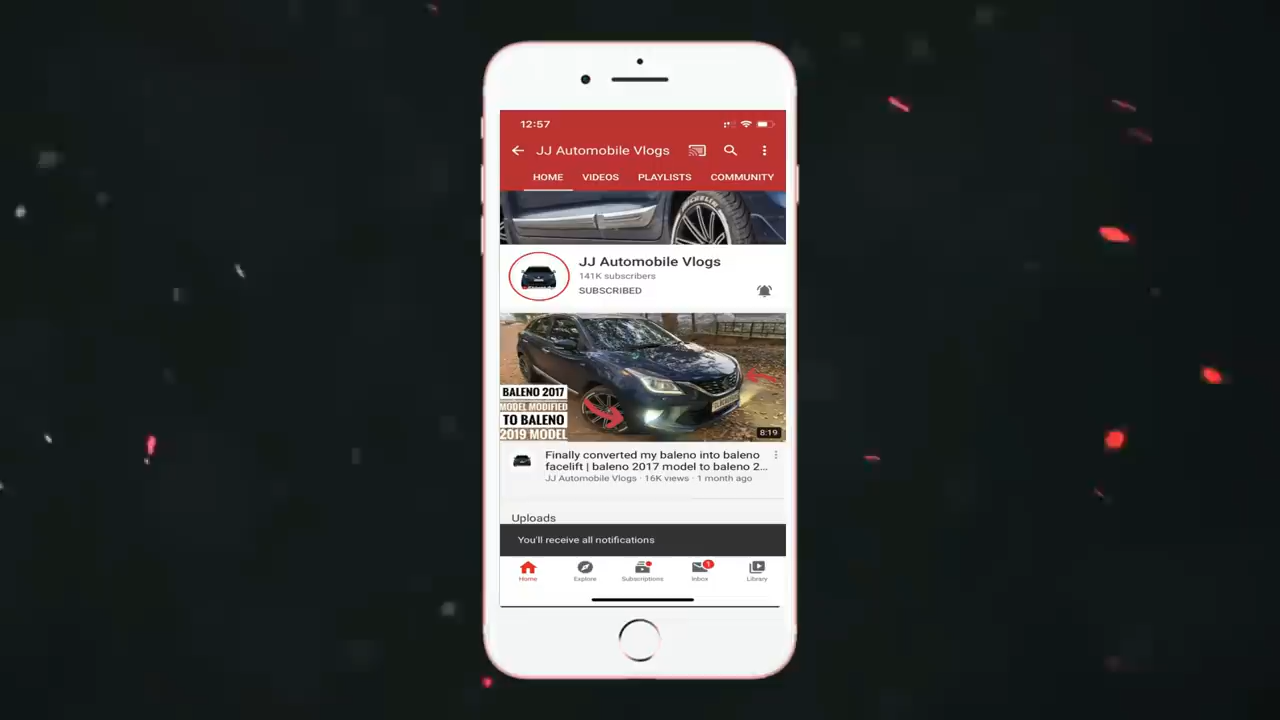 12:57
JJ Automobile Vlogs
HOME VIDEOS PLAYLISTS COMMUNITY
MICHELIN
JJ Automobile Vlogs
141K subscribers
SUBSCRIBED
BALENO 2017
MODEL MODIFIED
TO BALENO
2019 MODEL
8:19
Finally converted my baleno into baleno
facelift | baleno 2017 model to baleno 2...
JJ Automobile Vlogs · 16K views · 1 month ago
Uploads
You'll receive all notifications
1
Home Explore Subscriptions Inbox Library